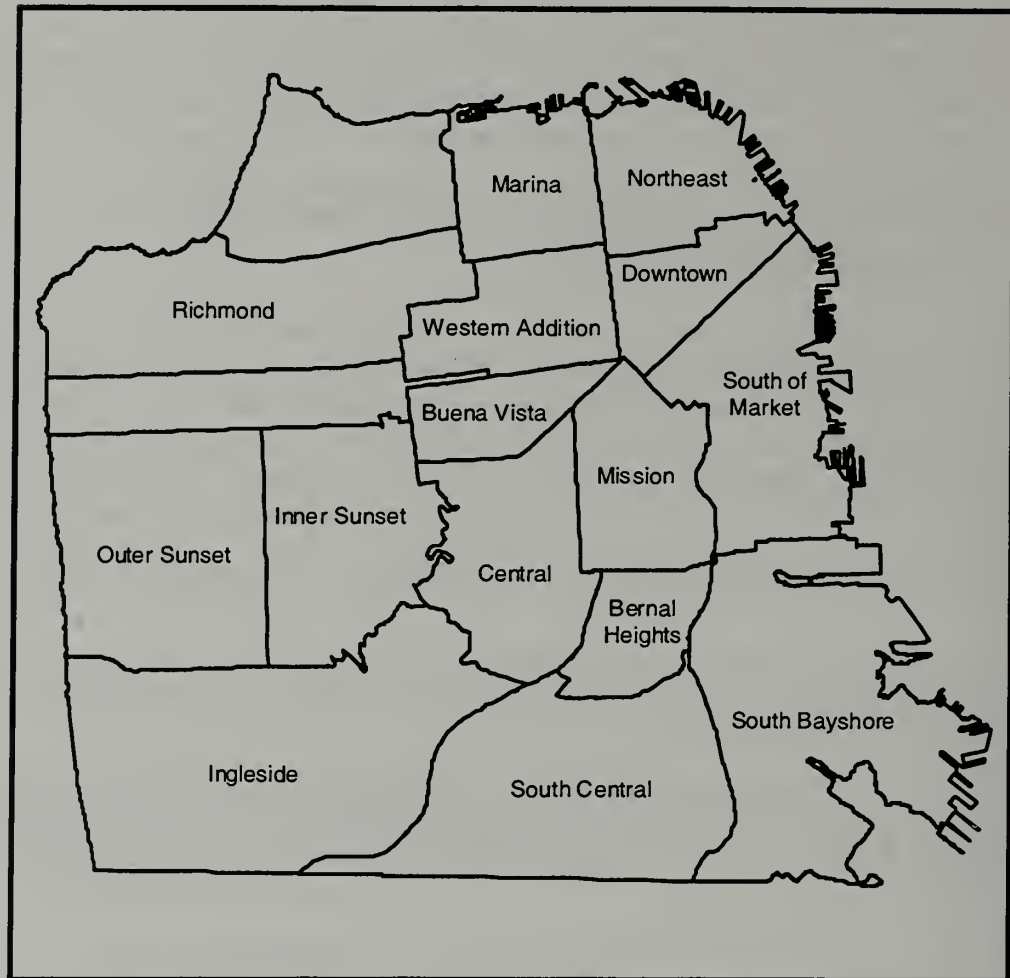 Marina
Northeast
Downtown
Richmond
Western Addition
South of
Market
Buena Vista
Mission
Inner Sunset
Outer Sunset
Central
Bernal
Heights
South Bayshore
Ingleside
South Central